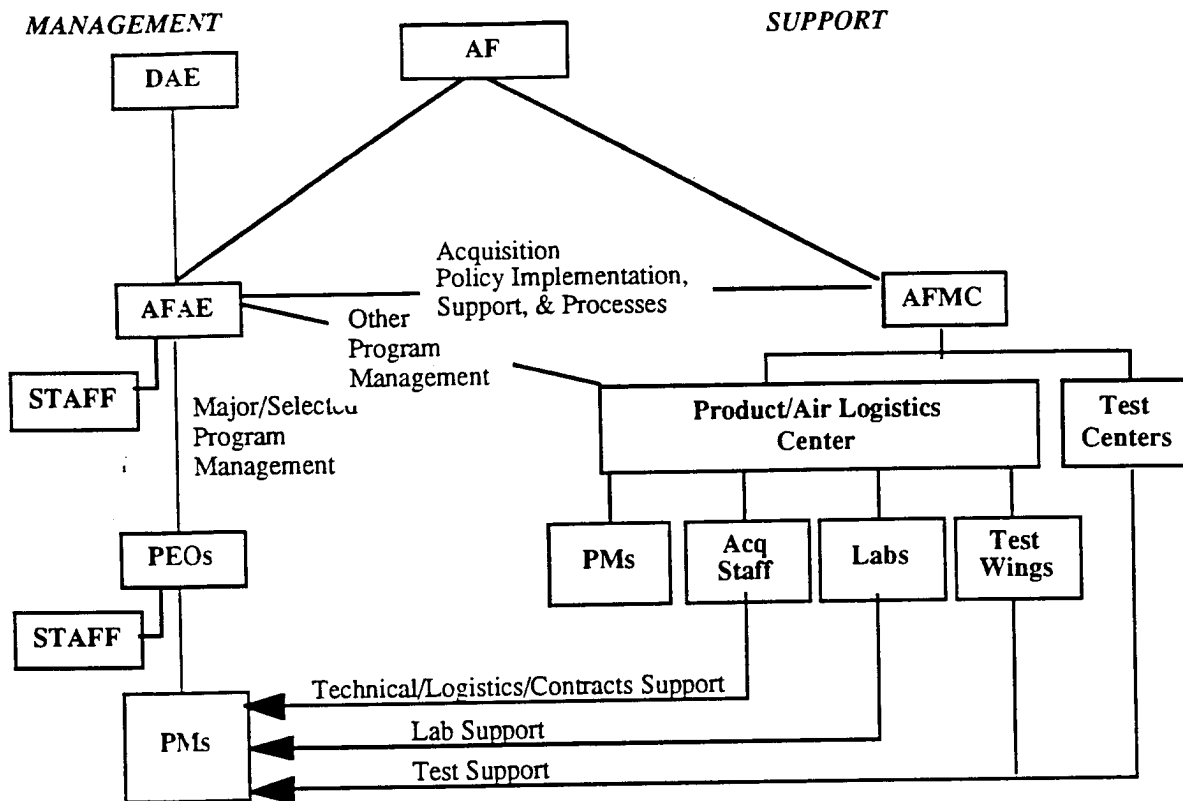 MANAGEMENT
SUPPORT
AF
DAE
Acquisition
Policy Implementation,
Support, & Processes
AFAE
AFMC
Other
Program
Management
STAFF
Major/Selected
Program
Management
Product/Air Logistics
Center
Test
Centers
PEOs
PMs
Acq
Staff
Labs
Test
Wings
STAFF
Technical/Logistics/Contracts Support
PMs
Lab Support
Test Support